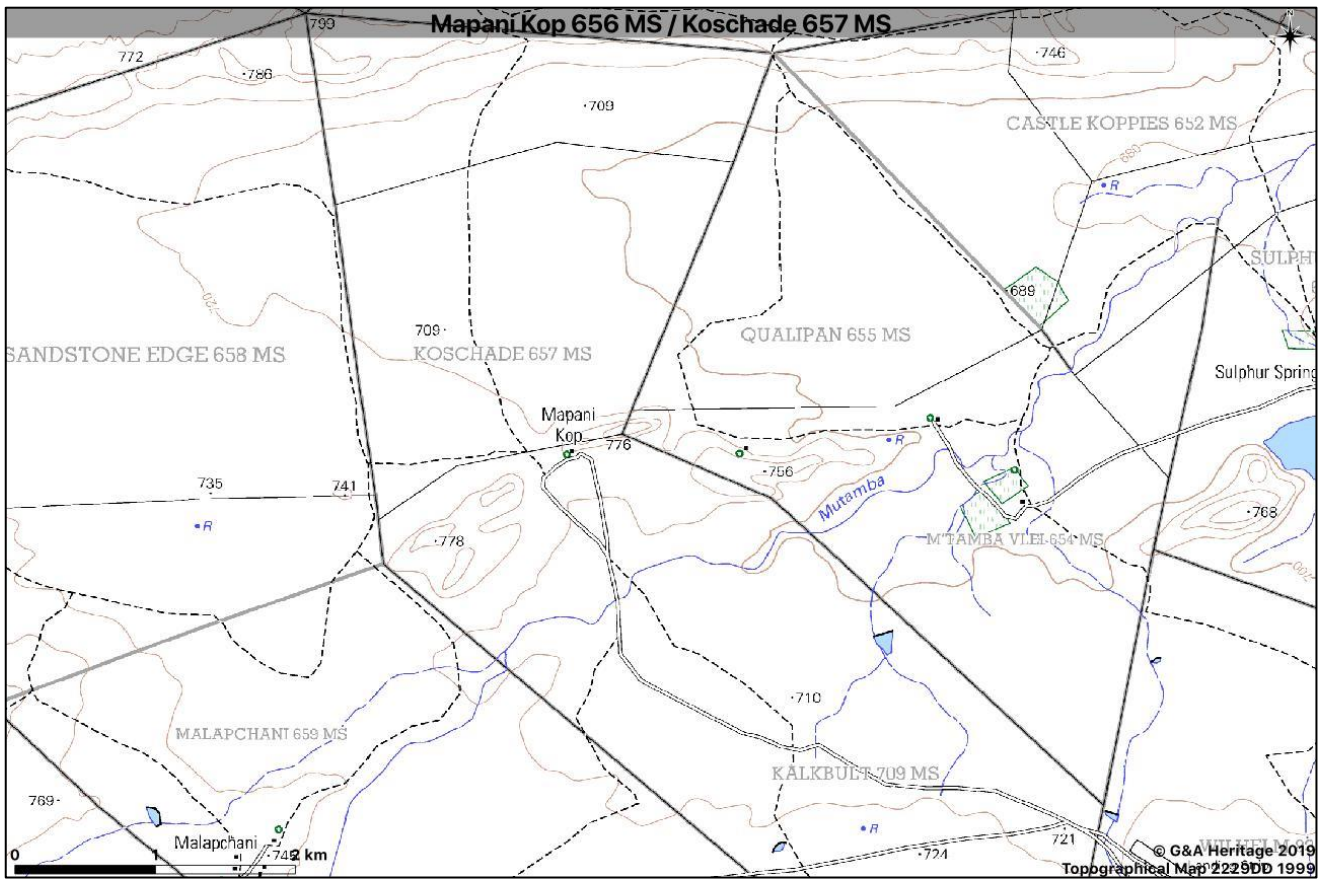 Mapani Kop 656 MS / Koschade 657 MS
799
772
786
746
709
CASTLE KOPPIES 652 MS
680
R
SULPH
720
689
709
QUALIPAN 655 MS
SANDSTONE EDGE 658 MS
KOSCHADE 657 MS
Sulphur Spring
Mapani
Kop
776
R
756
735
741
Mutamba
R
768
M'TAMBA VLEI 654 MS
778
700
710
MALAPCHANI 659 MS
KALKBULT 709 MS
769
R
Malapchani
721
724
0 1 2 km
© G&A Heritage 2019
Topographical Map 2229DD 1999